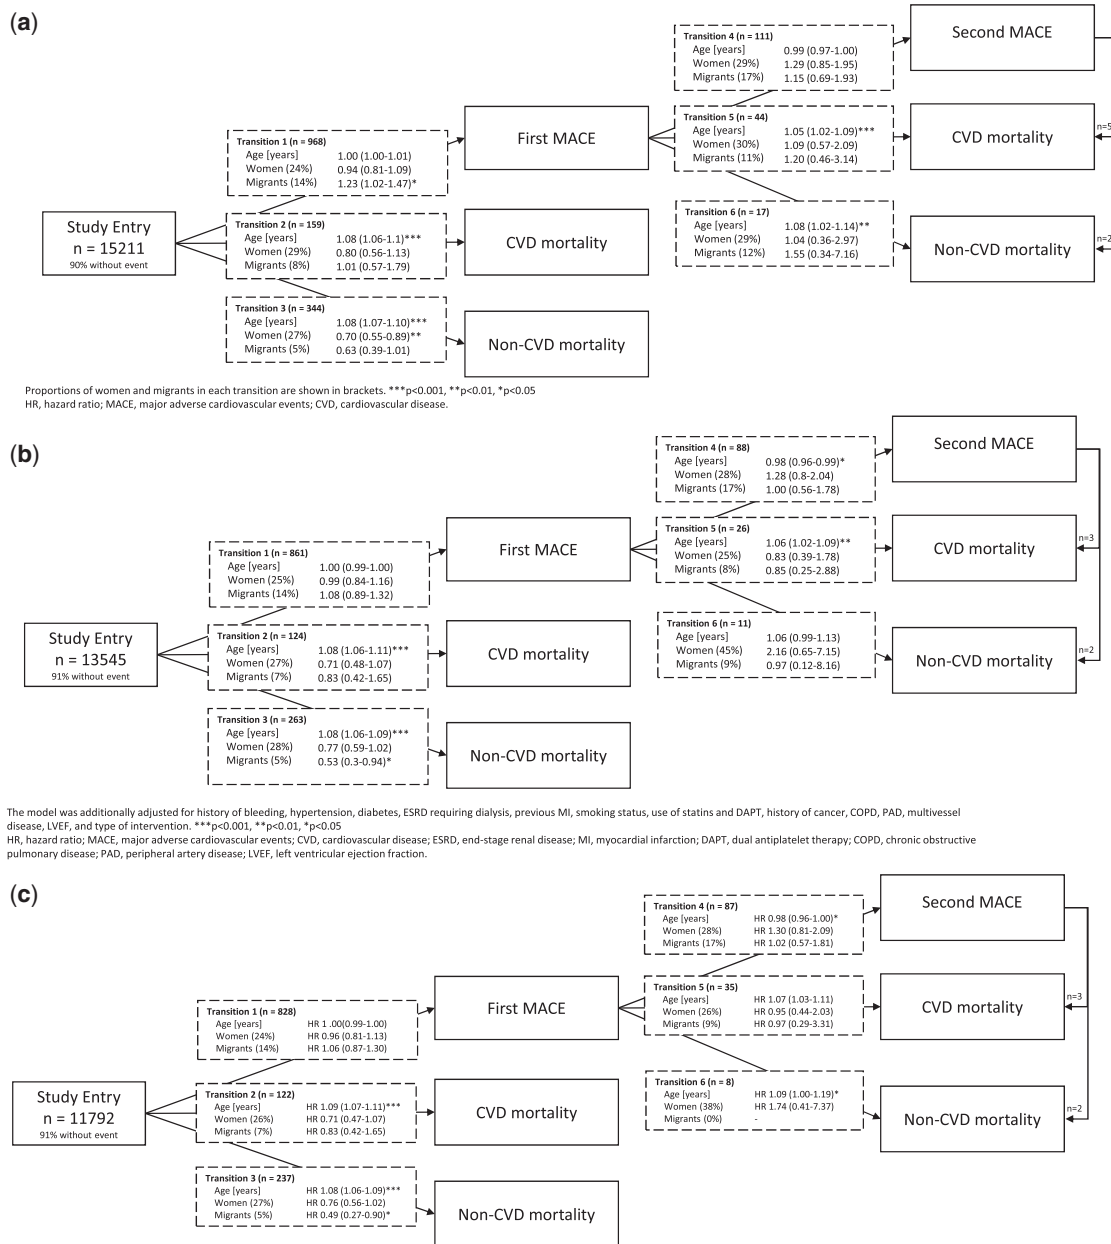 (a)
Transition 4 (n = 111)
Age [years] 0.99 (0.97-1.00)
Women (29%) 1.29 (0.85-1.95)
Migrants (17%) 1.15 (0.69-1.93)
Second MACE
Transition 1 (n = 968)
Age [years] 1.00 (1.00-1.01)
Women (24%) 0.94 (0.81-1.09)
Migrants (14%) 1.23 (1.02-1.47)*
First MACE
Transition 5 (n = 44)
Age [years] 1.05 (1.02-1.09)***
Women (30%) 1.09 (0.57-2.09)
Migrants (11%) 1.20 (0.46-3.14)
CVD mortality
n=5
Study Entry
n = 15211
90% without event
Transition 2 (n = 159)
Age [years] 1.08 (1.06-1.1)***
Women (29%) 0.80 (0.56-1.13)
Migrants (8%) 1.01 (0.57-1.79)
CVD mortality
Transition 6 (n = 17)
Age [years] 1.08 (1.02-1.14)**
Women (29%) 1.04 (0.36-2.97)
Migrants (12%) 1.55 (0.34-7.16)
Non-CVD mortality
n=2
Transition 3 (n = 344)
Age [years] 1.08 (1.07-1.10)***
Women (27%) 0.70 (0.55-0.89)**
Migrants (5%) 0.63 (0.39-1.01)
Non-CVD mortality
Proportions of women and migrants in each transition are shown in brackets. ***p<0.001, **p<0.01, *p<0.05
HR, hazard ratio; MACE, major adverse cardiovascular events; CVD, cardiovascular disease.
(b)
Transition 4 (n = 88)
Age [years] 0.98 (0.96-0.99)*
Women (28%) 1.28 (0.8-2.04)
Migrants (17%) 1.00 (0.56-1.78)
Second MACE
Transition 1 (n = 861)
Age [years] 1.00 (0.99-1.00)
Women (25%) 0.99 (0.84-1.16)
Migrants (14%) 1.08 (0.89-1.32)
First MACE
Transition 5 (n = 26)
Age [years] 1.06 (1.02-1.09)**
Women (25%) 0.83 (0.39-1.78)
Migrants (8%) 0.85 (0.25-2.88)
CVD mortality
n=3
Study Entry
n = 13545
91% without event
Transition 2 (n = 124)
Age [years] 1.08 (1.06-1.11)***
Women (27%) 0.71 (0.48-1.07)
Migrants (7%) 0.83 (0.42-1.65)
CVD mortality
Transition 6 (n = 11)
Age [years] 1.06 (0.99-1.13)
Women (45%) 2.16 (0.65-7.15)
Migrants (9%) 0.97 (0.12-8.16)
Non-CVD mortality
n=2
Transition 3 (n = 263)
Age [years] 1.08 (1.06-1.09)***
Women (28%) 0.77 (0.59-1.02)
Migrants (5%) 0.53 (0.3-0.94)*
Non-CVD mortality
The model was additionally adjusted for history of bleeding, hypertension, diabetes, ESRD requiring dialysis, previous MI, smoking status, use of statins and DAPT, history of cancer, COPD, PAD, multivessel
disease, LVEF, and type of intervention. ***p<0.001, **p<0.01, *p<0.05
HR, hazard ratio; MACE, major adverse cardiovascular events; CVD, cardiovascular disease; ESRD, end-stage renal disease; MI, myocardial infarction; DAPT, dual antiplatelet therapy; COPD, chronic obstructive
pulmonary disease; PAD, peripheral artery disease; LVEF, left ventricular ejection fraction.
(c)
Transition 4 (n = 87)
Age [years] HR 0.98 (0.96-1.00)*
Women (28%) HR 1.30 (0.81-2.09)
Migrants (17%) HR 1.02 (0.57-1.81)
Second MACE
Transition 1 (n = 828)
Age [years] HR 1 .00(0.99-1.00)
Women (24%) HR 0.96 (0.81-1.13)
Migrants (14%) HR 1.06 (0.87-1.30)
First MACE
Transition 5 (n = 35)
Age [years] HR 1.07 (1.03-1.11)
Women (26%) HR 0.95 (0.44-2.03)
Migrants (9%) HR 0.97 (0.29-3.31)
CVD mortality
n=3
Study Entry
n = 11792
91% without event
Transition 2 (n = 122)
Age [years] HR 1.09 (1.07-1.11)***
Women (26%) HR 0.71 (0.47-1.07)
Migrants (7%) HR 0.83 (0.42-1.65)
CVD mortality
Transition 6 (n = 8)
Age [years] HR 1.09 (1.00-1.19)*
Women (38%) HR 1.74 (0.41-7.37)
Migrants (0%) -
Non-CVD mortality
n=2
Transition 3 (n = 237)
Age [years] HR 1.08 (1.06-1.09)***
Women (27%) HR 0.76 (0.56-1.02)
Migrants (5%) HR 0.49 (0.27-0.90)*
Non-CVD mortality